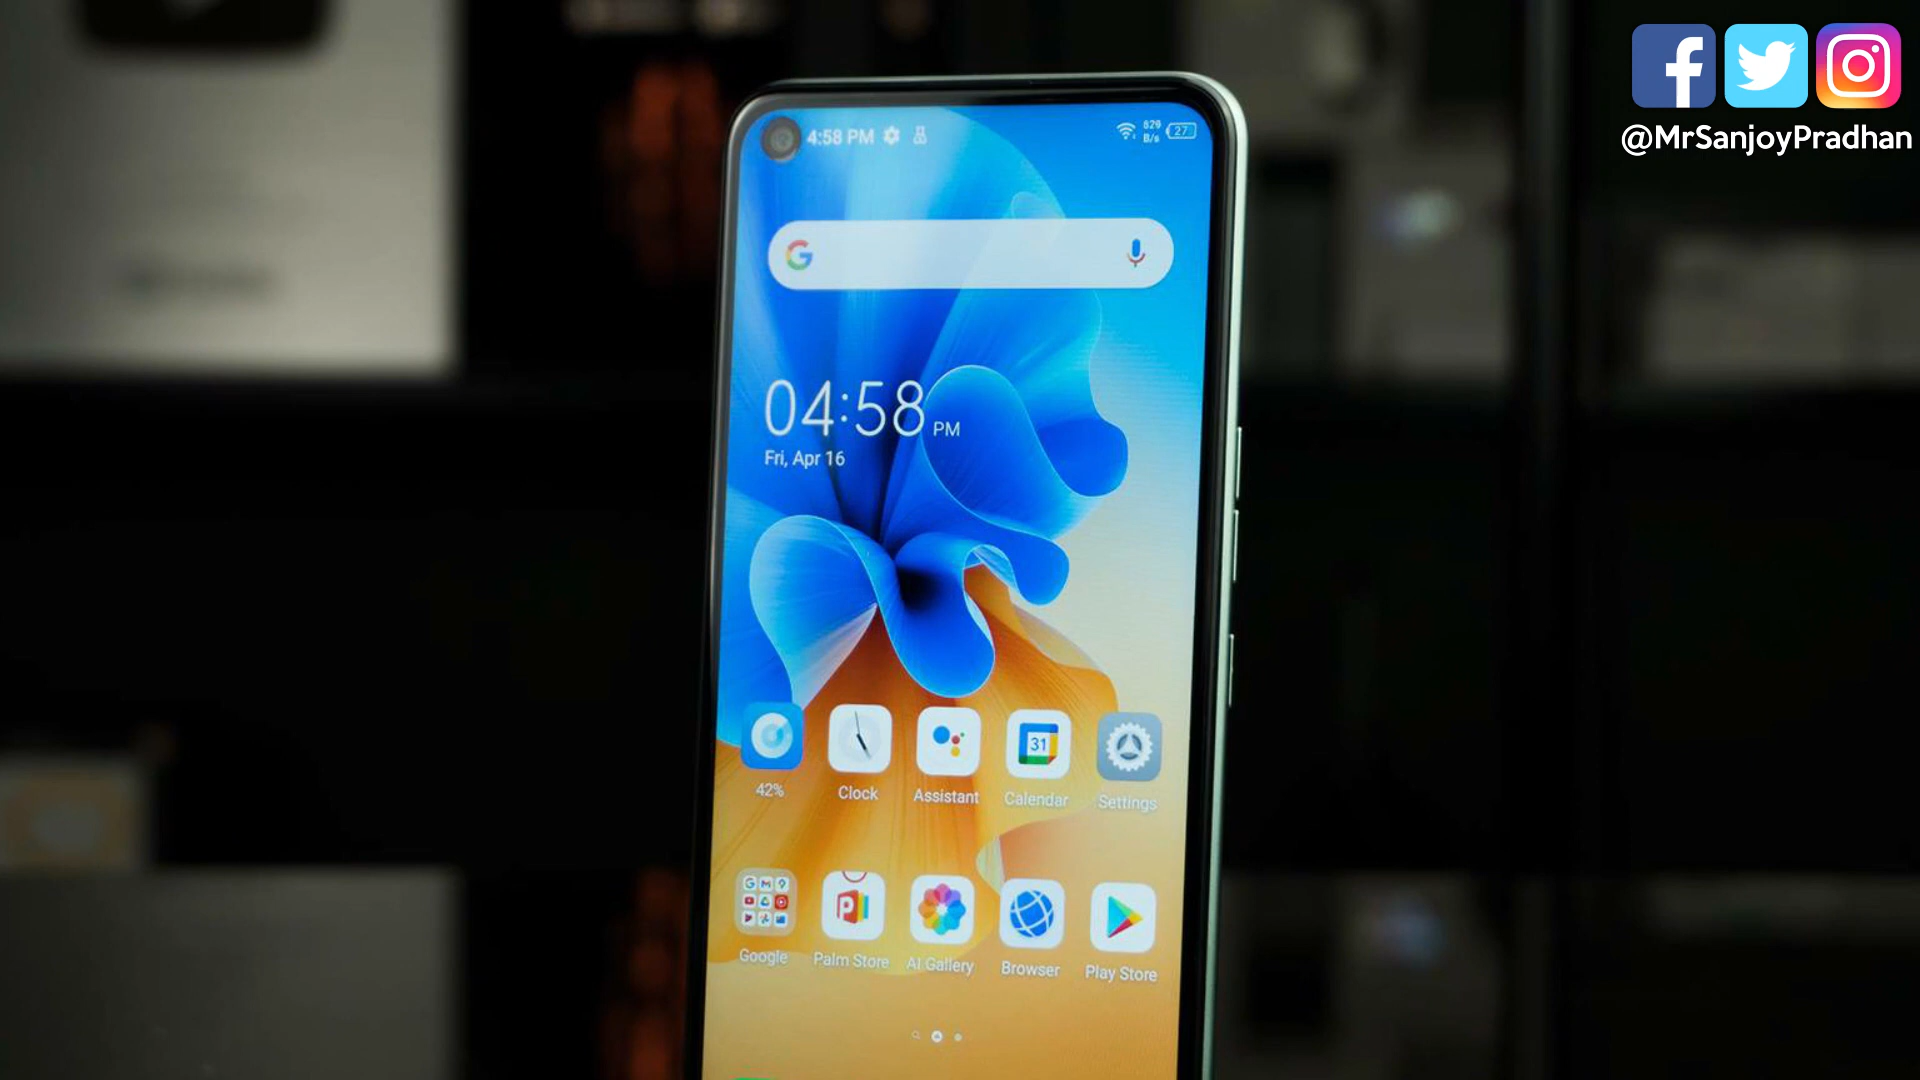 @MrSanjoyPradhan
4:58 PM
829
B/s
27
04:58 PM
Fri, Apr 16
31
42%
Clock
Assistant
Calendar
Settings
Google
Palm Store
AI Gallery
Browser
Play Store